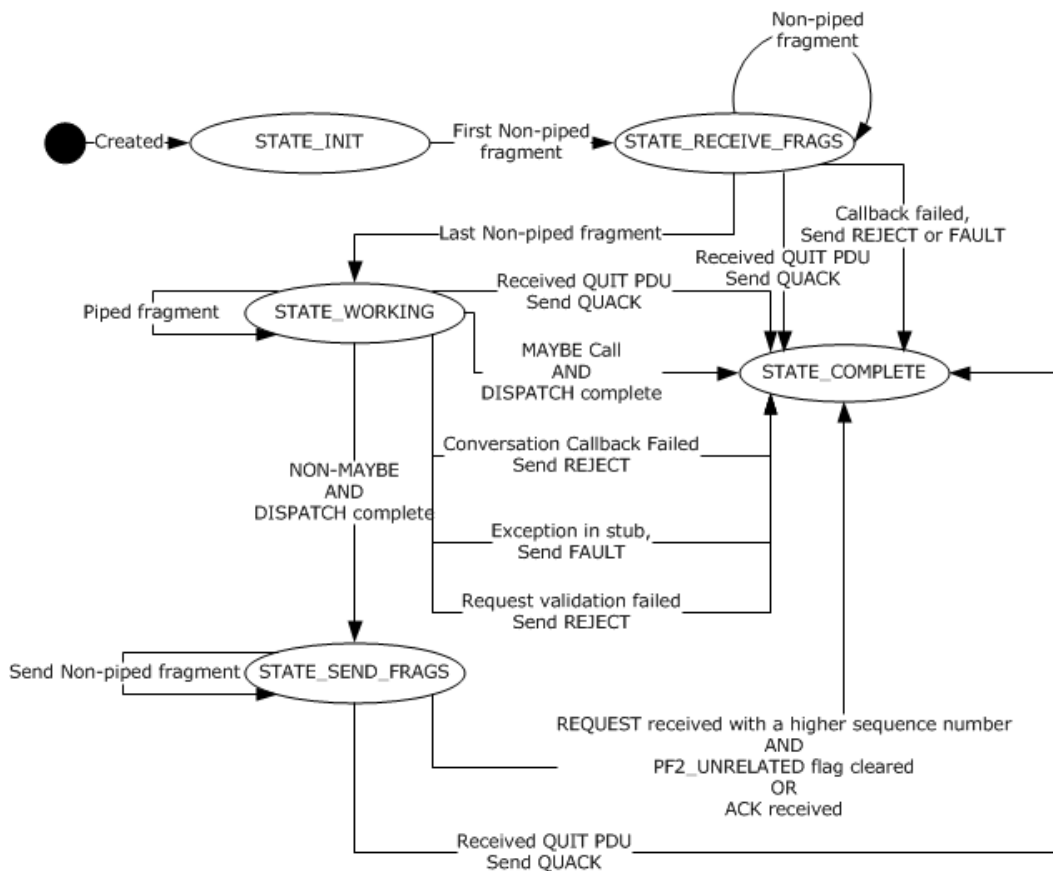 Non-piped
fragment
Created
STATE_INIT
First Non-piped
fragment
STATE_RECEIVE_FRAGS
Callback failed,
Send REJECT or FAULT
Last Non-piped fragment
Received QUIT PDU
Send QUACK
Received QUIT PDU
Send QUACK
Piped fragment
STATE_WORKING
MAYBE Call
AND
DISPATCH complete
STATE_COMPLETE
Conversation Callback Failed
Send REJECT
NON-MAYBE
AND
DISPATCH complete
Exception in stub,
Send FAULT
Request validation failed
Send REJECT
Send Non-piped fragment
STATE_SEND_FRAGS
REQUEST received with a higher sequence number
AND
PF2_UNRELATED flag cleared
OR
ACK received
Received QUIT PDU
Send QUACK